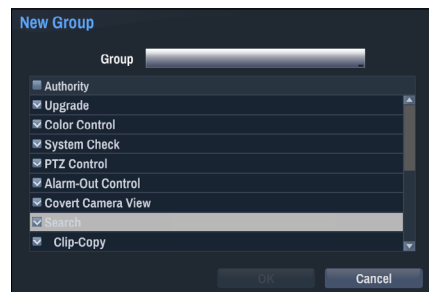 New Group
Group
Authority
Upgrade
Color Control
System Check
PTZ Control
Alarm-Out Control
Covert Camera View
Search
Clip-Copy
OK Cancel